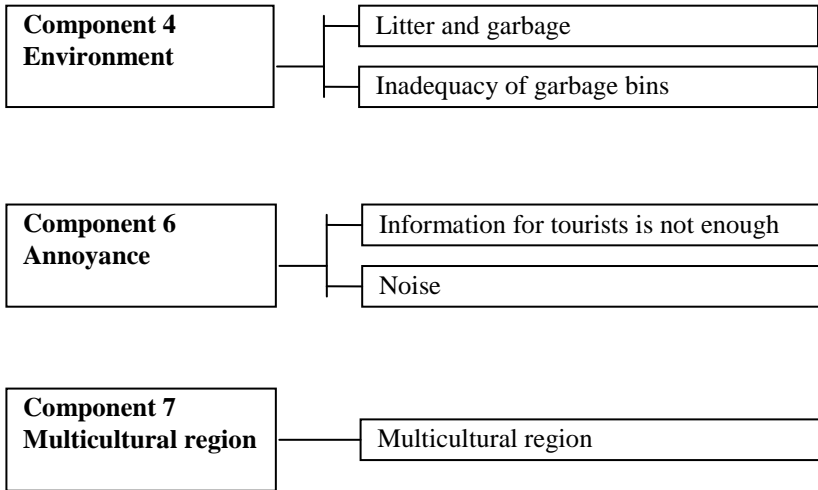 Component 4
Environment
Litter and garbage
Inadequacy of garbage bins
Component 6
Annoyance
Information for tourists is not enough
Noise
Component 7
Multicultural region
Multicultural region